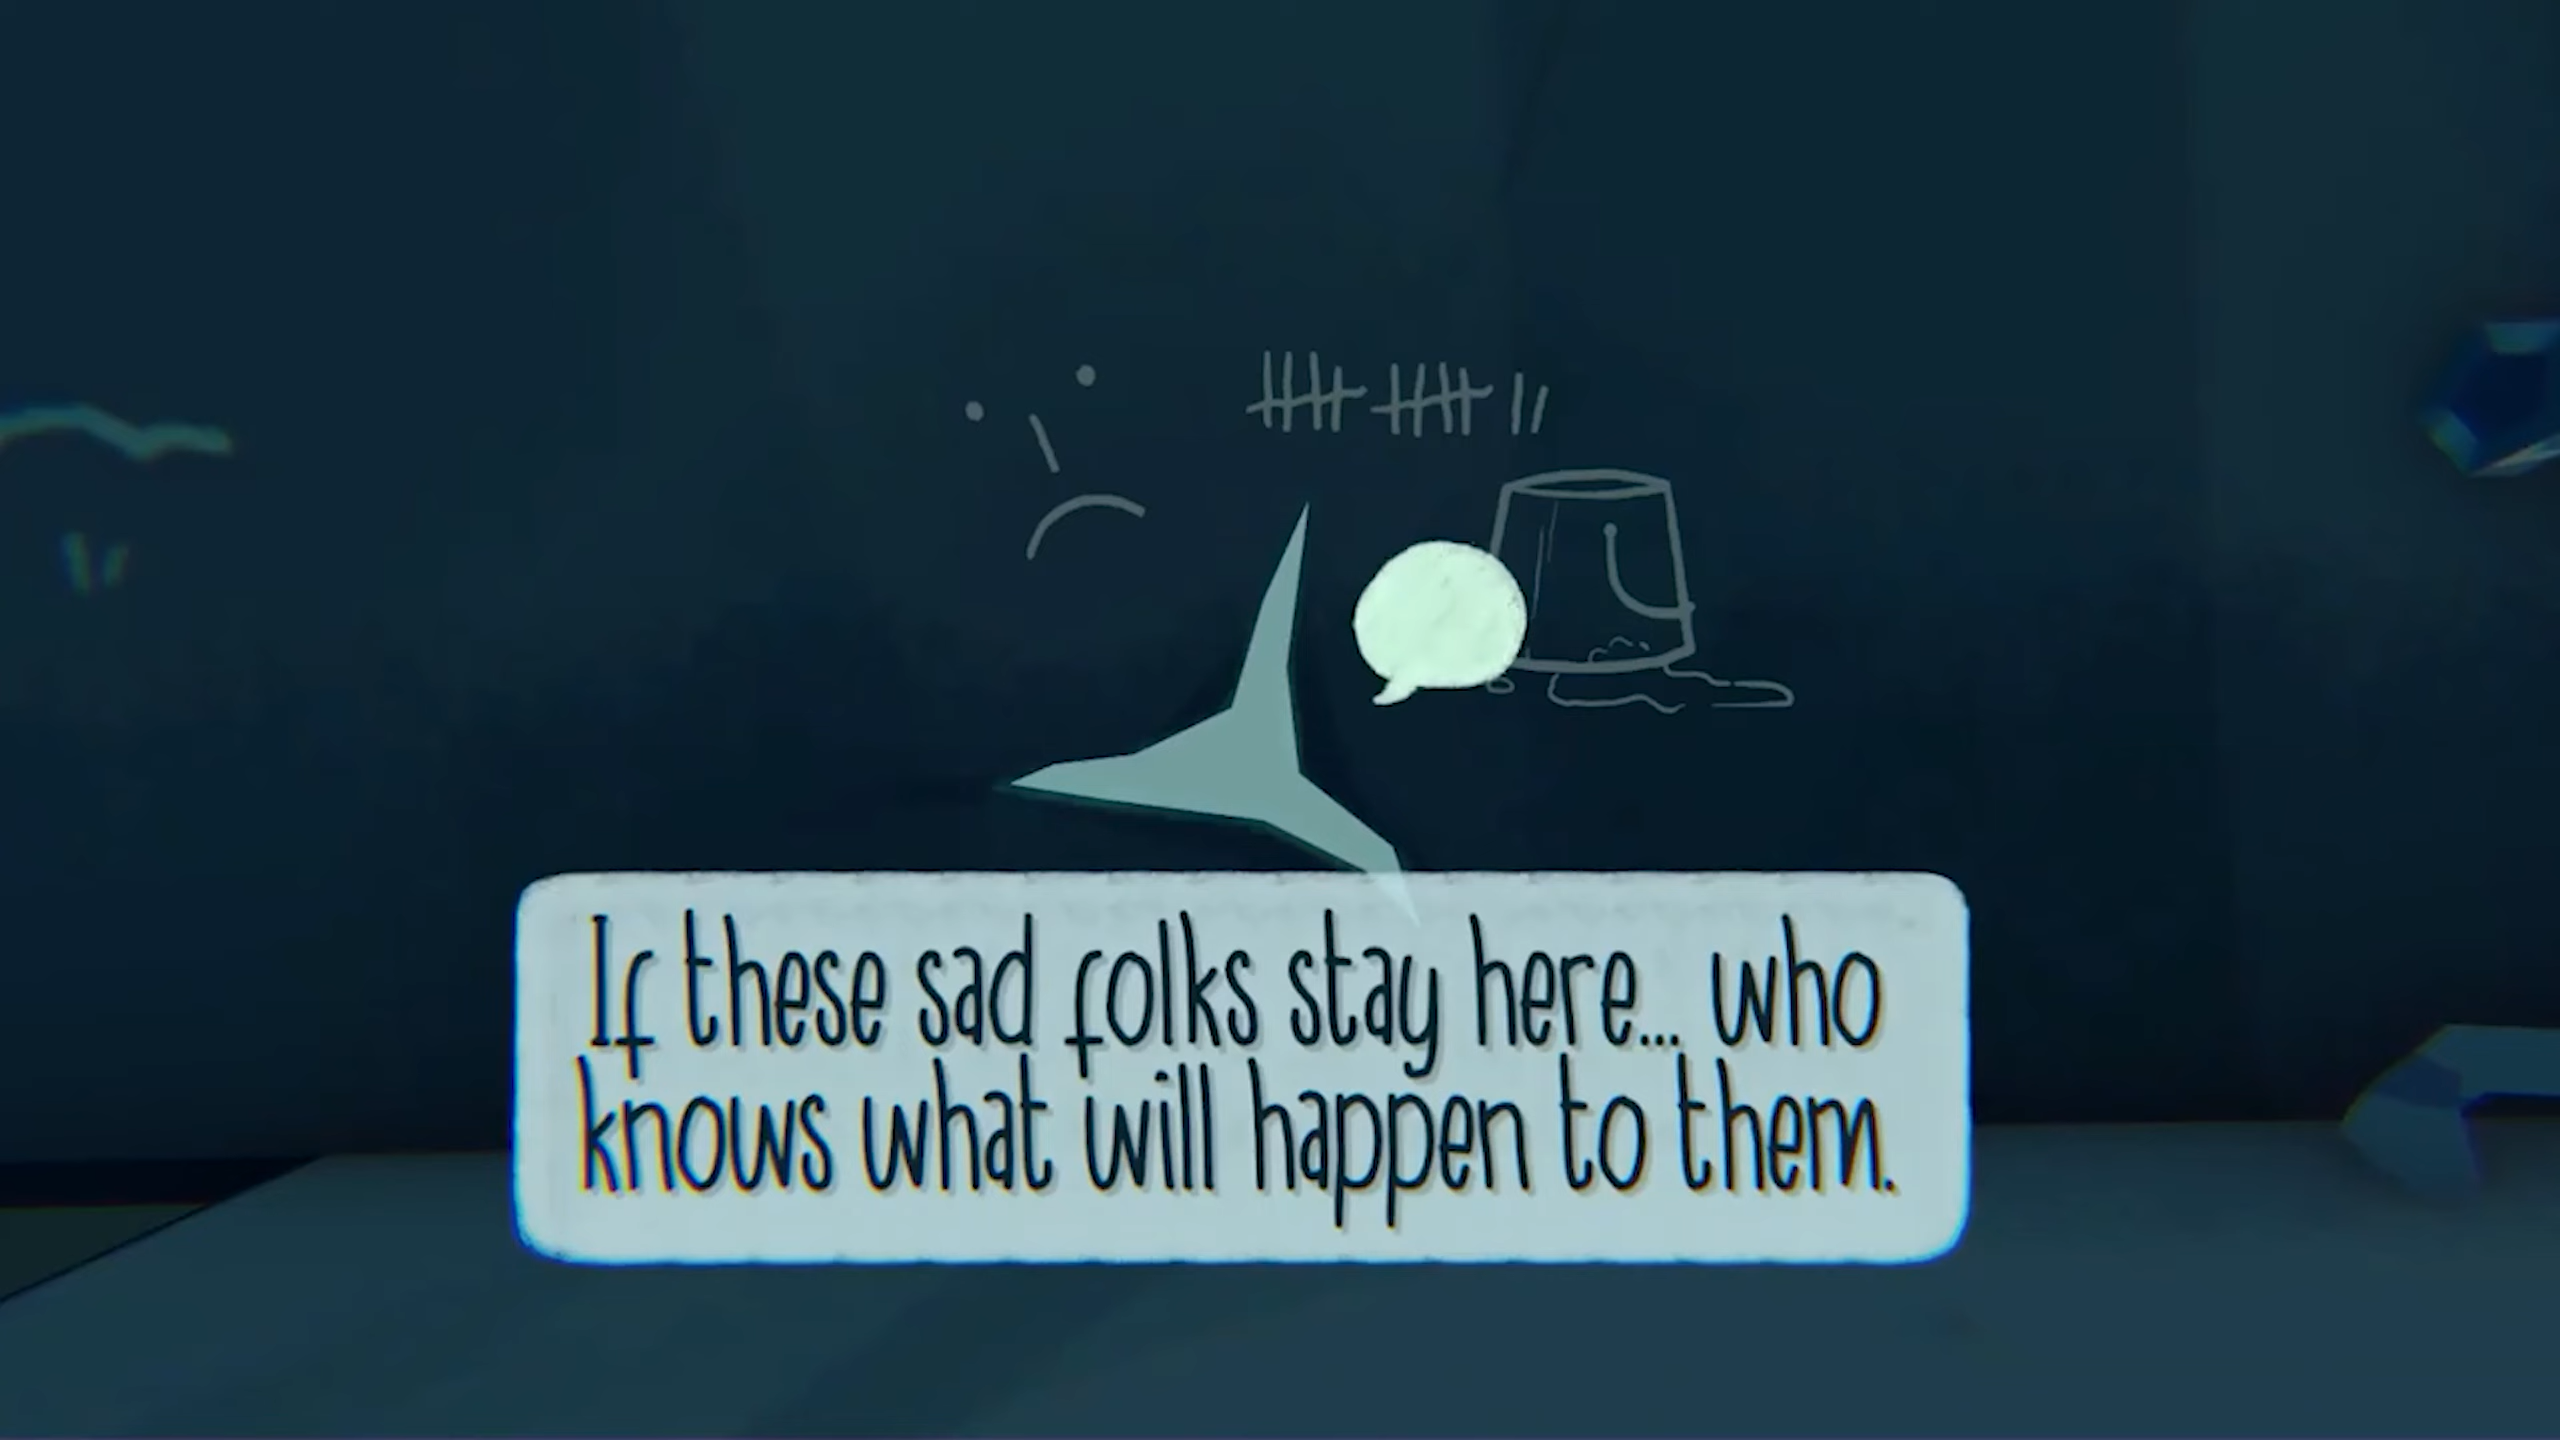 If these sad folks stay here... who
knows what will happen to them.